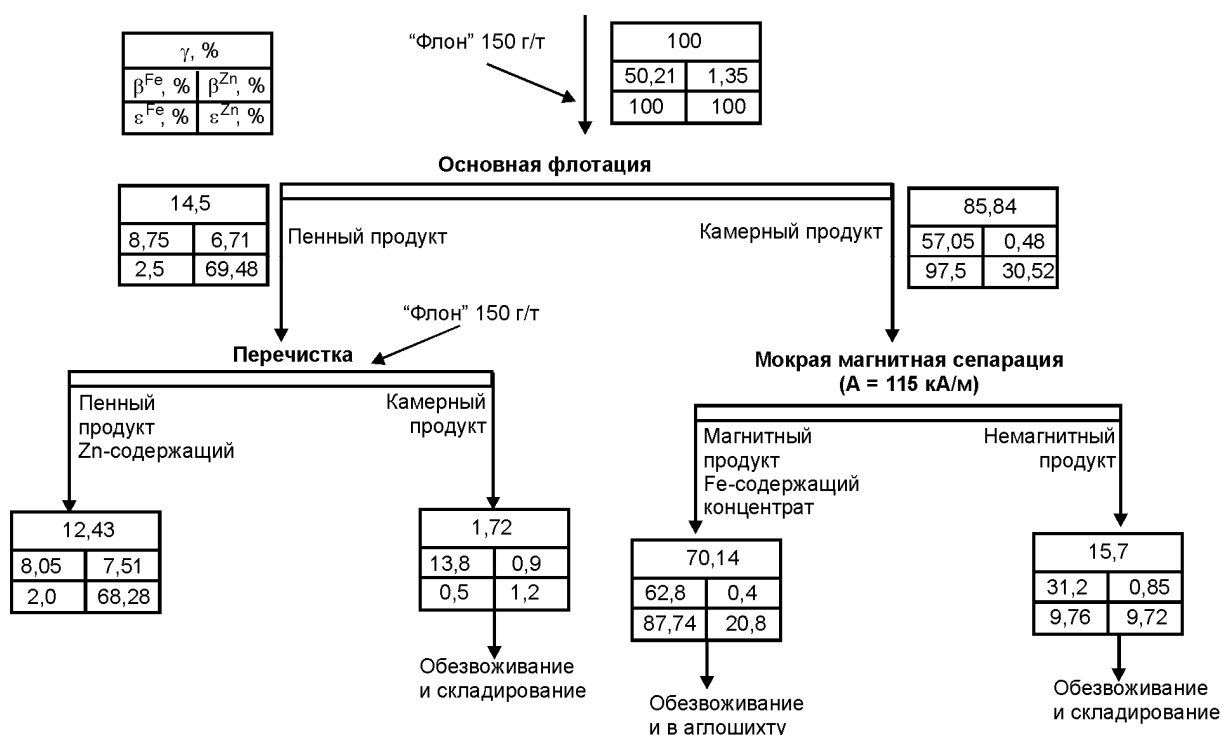 γ, %
β^Fe, % β^Zn, %
ε^Fe, % ε^Zn, %
“Флон” 150 г/т
100
50,21 1,35
100 100
Основная флотация
14,5
8,75 6,71
2,5 69,48
Пенный продукт
Камерный продукт
85,84
57,05 0,48
97,5 30,52
“Флон” 150 г/т
Перечистка
Мокрая магнитная сепарация
(А = 115 кА/м)
Пенный
продукт
Zn-содержащий
Камерный
продукт
Магнитный
продукт
Fe-содержащий
концентрат
Немагнитный
продукт
12,43
8,05 7,51
2,0 68,28
1,72
13,8 0,9
0,5 1,2
70,14
62,8 0,4
87,74 20,8
15,7
31,2 0,85
9,76 9,72
Обезвоживание
и складирование
Обезвоживание
и в аглошихту
Обезвоживание
и складирование